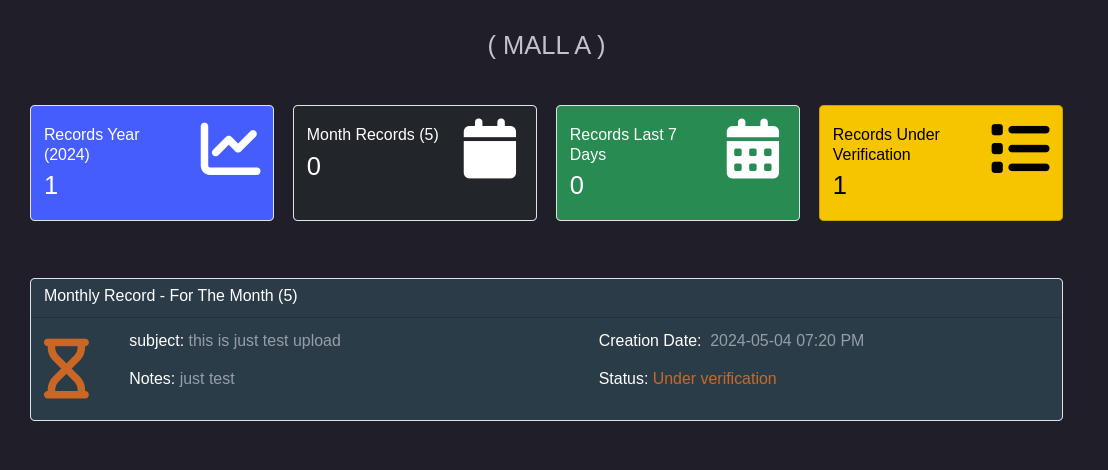 ( MALL A )
Records Year
(2024)
1
Month Records (5)
0
Records Last 7
Days
0
Records Under
Verification
1
Monthly Record - For The Month (5)
subject: this is just test upload
Creation Date: 2024-05-04 07:20 PM
Notes: just test
Status: Under verification